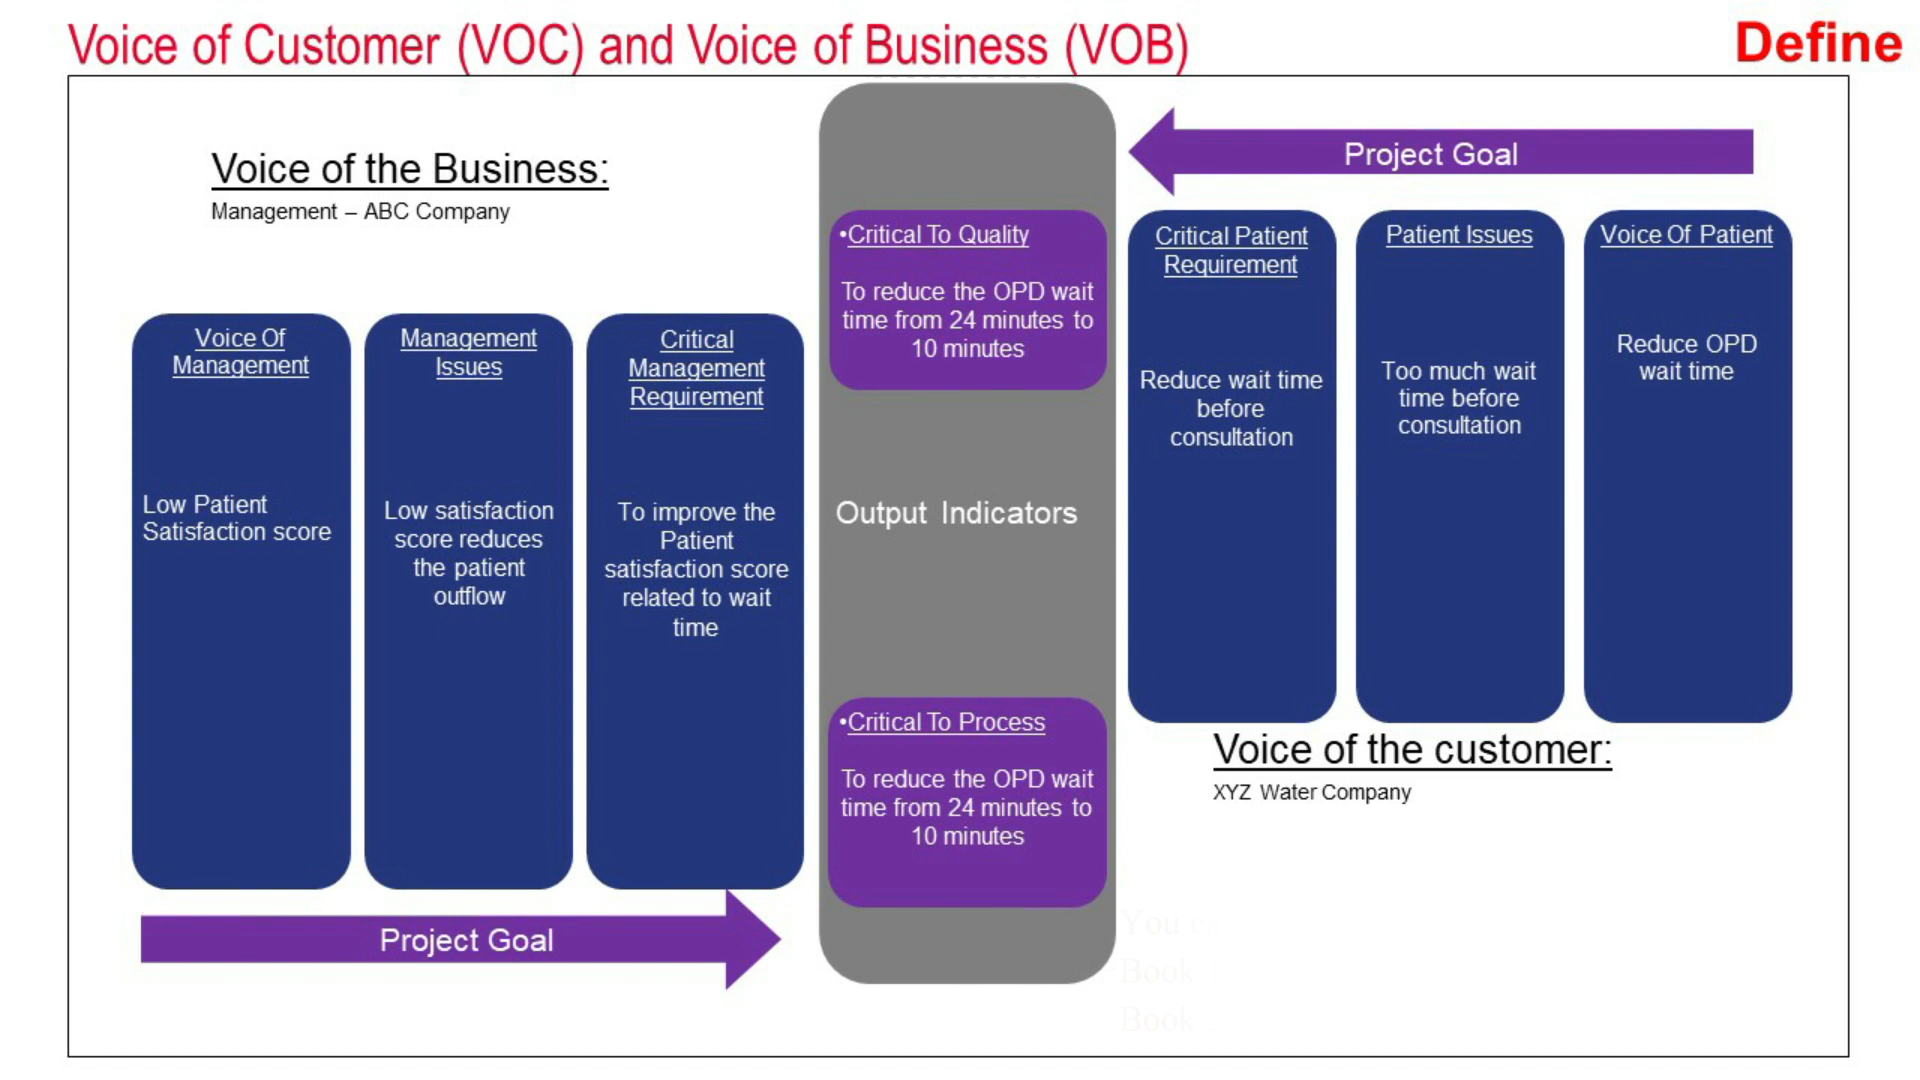 Voice of Customer (VOC) and Voice of Business (VOB)
Define
Voice of the Business:
Management – ABC Company
Voice Of
Management
Low Patient
Satisfaction score
Management
Issues
Low satisfaction
score reduces
the patient
outflow
Critical
Management
Requirement
To improve the
Patient
satisfaction score
related to wait
time
Project Goal
•Critical To Quality
To reduce the OPD wait
time from 24 minutes to
10 minutes
Output Indicators
•Critical To Process
To reduce the OPD wait
time from 24 minutes to
10 minutes
Project Goal
Critical Patient
Requirement
Reduce wait time
before
consultation
Patient Issues
Too much wait
time before
consultation
Voice Of Patient
Reduce OPD
wait time
Voice of the customer:
XYZ Water Company
You
Book
Book